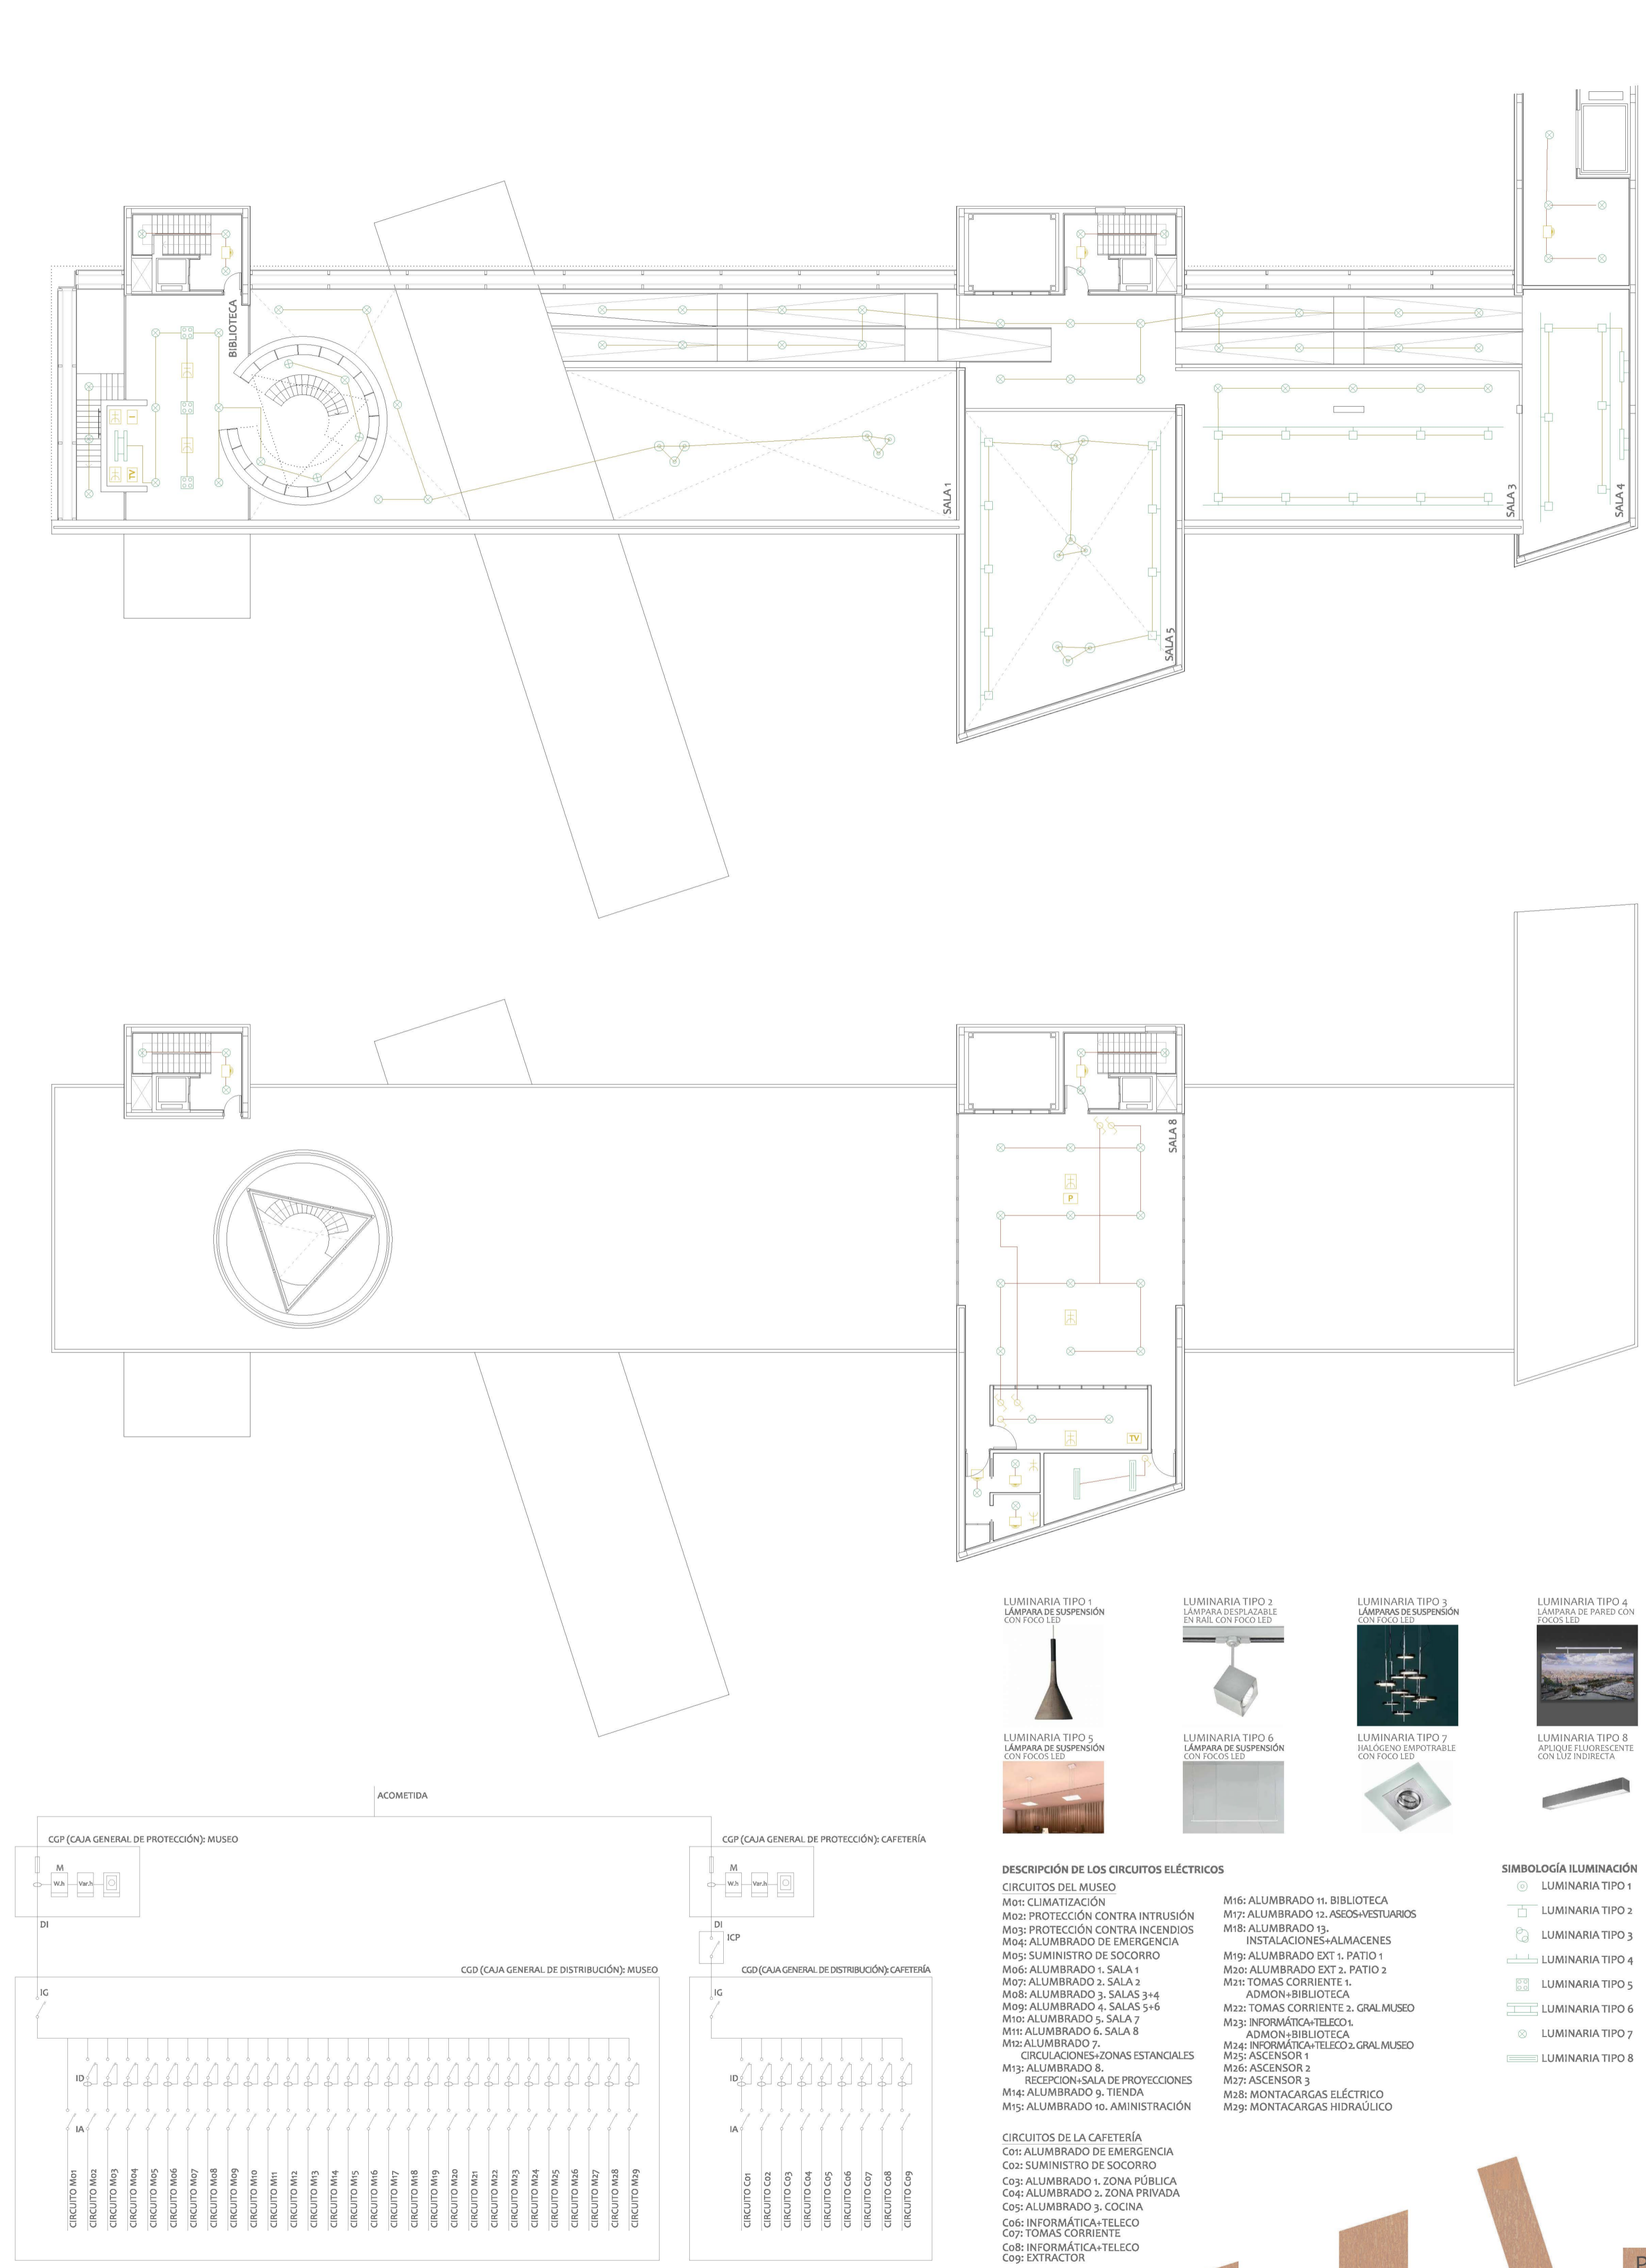 BIBLIOTECA
I
TV
SALA 1
SALA 5
SALA 3
SALA 4
SALA 8
P
TV
LUMINARIA TIPO 1
LÁMPARA DE SUSPENSIÓN
CON FOCO LED
LUMINARIA TIPO 2
LÁMPARA DESPLAZABLE
EN RAÍL CON FOCO LED
LUMINARIA TIPO 3
LÁMPARAS DE SUSPENSIÓN
CON FOCO LED
LUMINARIA TIPO 4
LÁMPARA DE PARED CON
FOCOS LED
LUMINARIA TIPO 5
LÁMPARA DE SUSPENSIÓN
CON FOCOS LED
LUMINARIA TIPO 6
LÁMPARA DE SUSPENSIÓN
CON FOCOS LED
LUMINARIA TIPO 7
HALÓGENO EMPOTRABLE
CON FOCO LED
LUMINARIA TIPO 8
APLIQUE FLUORESCENTE
CON LUZ INDIRECTA
ACOMETIDA
CGP (CAJA GENERAL DE PROTECCIÓN): MUSEO
M
W.h
Var.h
DI
CGD (CAJA GENERAL DE DISTRIBUCIÓN): MUSEO
IG
ID
IA
CIRCUITO M01
CIRCUITO M02
CIRCUITO M03
CIRCUITO M04
CIRCUITO M05
CIRCUITO M06
CIRCUITO M07
CIRCUITO M08
CIRCUITO M09
CIRCUITO M10
CIRCUITO M11
CIRCUITO M12
CIRCUITO M13
CIRCUITO M14
CIRCUITO M15
CIRCUITO M16
CIRCUITO M17
CIRCUITO M18
CIRCUITO M19
CIRCUITO M20
CIRCUITO M21
CIRCUITO M22
CIRCUITO M23
CIRCUITO M24
CIRCUITO M25
CIRCUITO M26
CIRCUITO M27
CIRCUITO M28
CIRCUITO M29
CGP (CAJA GENERAL DE PROTECCIÓN): CAFETERÍA
M
W.h
Var.h
DI
ICP
CGD (CAJA GENERAL DE DISTRIBUCIÓN): CAFETERÍA
IG
ID
IA
CIRCUITO C01
CIRCUITO C02
CIRCUITO C03
CIRCUITO C04
CIRCUITO C05
CIRCUITO C06
CIRCUITO C07
CIRCUITO C08
CIRCUITO C09
DESCRIPCIÓN DE LOS CIRCUITOS ELÉCTRICOS
CIRCUITOS DEL MUSEO
M01: CLIMATIZACIÓN
M02: PROTECCIÓN CONTRA INTRUSIÓN
M03: PROTECCIÓN CONTRA INCENDIOS
M04: ALUMBRADO DE EMERGENCIA
M05: SUMINISTRO DE SOCORRO
M06: ALUMBRADO 1. SALA 1
M07: ALUMBRADO 2. SALA 2
M08: ALUMBRADO 3. SALAS 3+4
M09: ALUMBRADO 4. SALAS 5+6
M10: ALUMBRADO 5. SALA 7
M11: ALUMBRADO 6. SALA 8
M12: ALUMBRADO 7.
CIRCULACIONES+ZONAS ESTANCIALES
M13: ALUMBRADO 8.
RECEPCION+SALA DE PROYECCIONES
M14: ALUMBRADO 9. TIENDA
M15: ALUMBRADO 10. AMINISTRACIÓN
M16: ALUMBRADO 11. BIBLIOTECA
M17: ALUMBRADO 12. ASEOS+VESTUARIOS
M18: ALUMBRADO 13.
INSTALACIONES+ALMACENES
M19: ALUMBRADO EXT 1. PATIO 1
M20: ALUMBRADO EXT 2. PATIO 2
M21: TOMAS CORRIENTE 1.
ADMON+BIBLIOTECA
M22: TOMAS CORRIENTE 2. GRAL MUSEO
M23: INFORMÁTICA+TELECO 1.
ADMON+BIBLIOTECA
M24: INFORMÁTICA+TELECO 2. GRAL MUSEO
M25: ASCENSOR 1
M26: ASCENSOR 2
M27: ASCENSOR 3
M28: MONTACARGAS ELÉCTRICO
M29: MONTACARGAS HIDRAÚLICO
CIRCUITOS DE LA CAFETERÍA
C01: ALUMBRADO DE EMERGENCIA
C02: SUMINISTRO DE SOCORRO
C03: ALUMBRADO 1. ZONA PÚBLICA
C04: ALUMBRADO 2. ZONA PRIVADA
C05: ALUMBRADO 3. COCINA
C06: INFORMÁTICA+TELECO
C07: TOMAS CORRIENTE
C08: INFORMÁTICA+TELECO
C09: EXTRACTOR
SIMBOLOGÍA ILUMINACIÓN
LUMINARIA TIPO 1
LUMINARIA TIPO 2
LUMINARIA TIPO 3
LUMINARIA TIPO 4
LUMINARIA TIPO 5
LUMINARIA TIPO 6
LUMINARIA TIPO 7
LUMINARIA TIPO 8